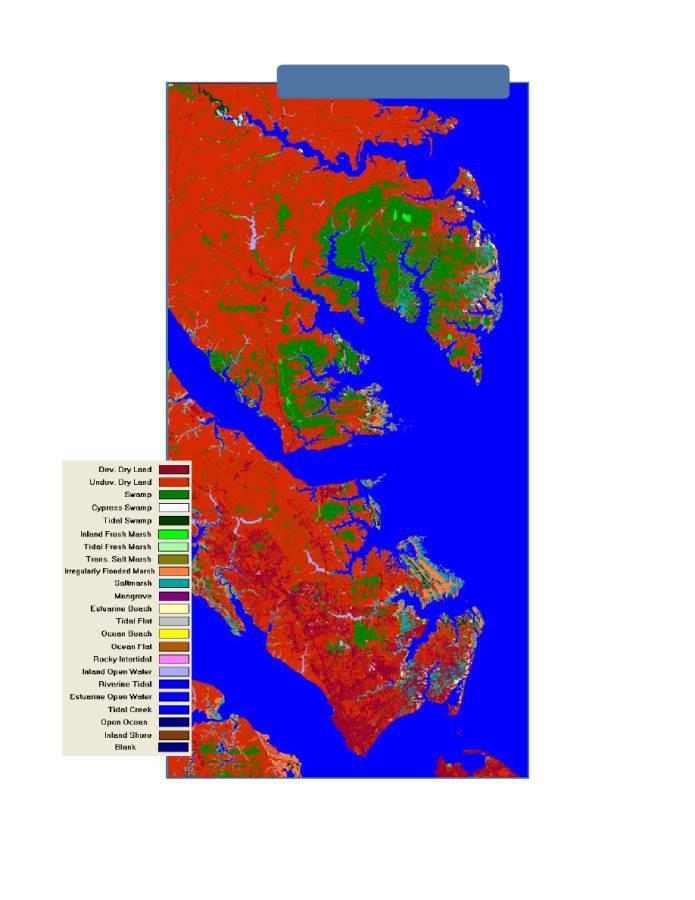 Dev. Dry Land
Undev. Dry Land
Swamp
Cypress Swamp
Tidal Swamp
Inland Fresh Marsh
Tidal Fresh Marsh
Trans. Salt Marsh
Irregularly Flooded Marsh
Saltmarsh
Mangrove
Estuarine Beach
Tidal Flat
Ocean Beach
Ocean Flat
Rocky Intertidal
Inland Open Water
Riverine Tidal
Estuarine Open Water
Tidal Creek
Open Ocean
Inland Shore
Blank